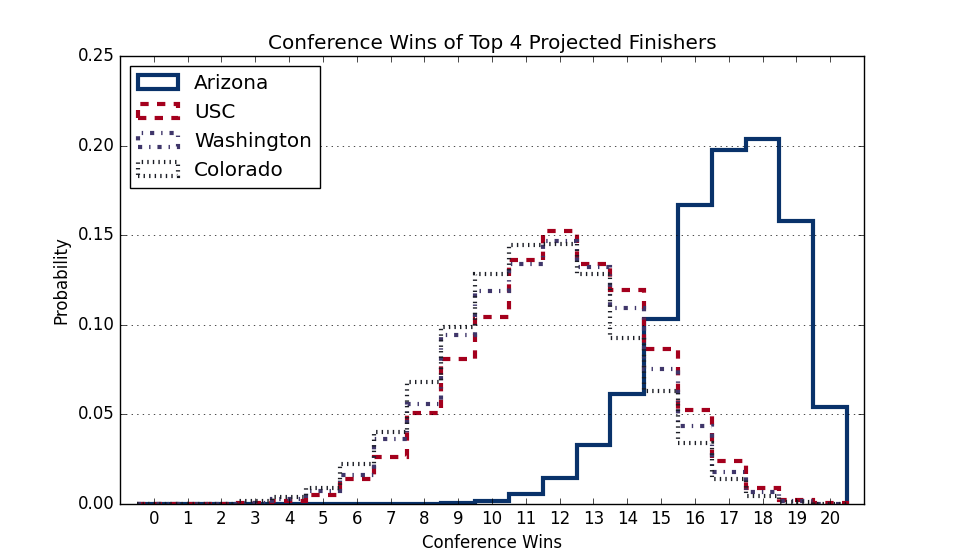 Conference Wins of Top 4 Projected Finishers
0.25
0.20
0.15
0.10
0.05
0.00
Probability
Arizona
USC
Washington
Colorado
0 1 2 3 4 5 6 7 8 9 10 11 12 13 14 15 16 17 18 19 20
Conference Wins